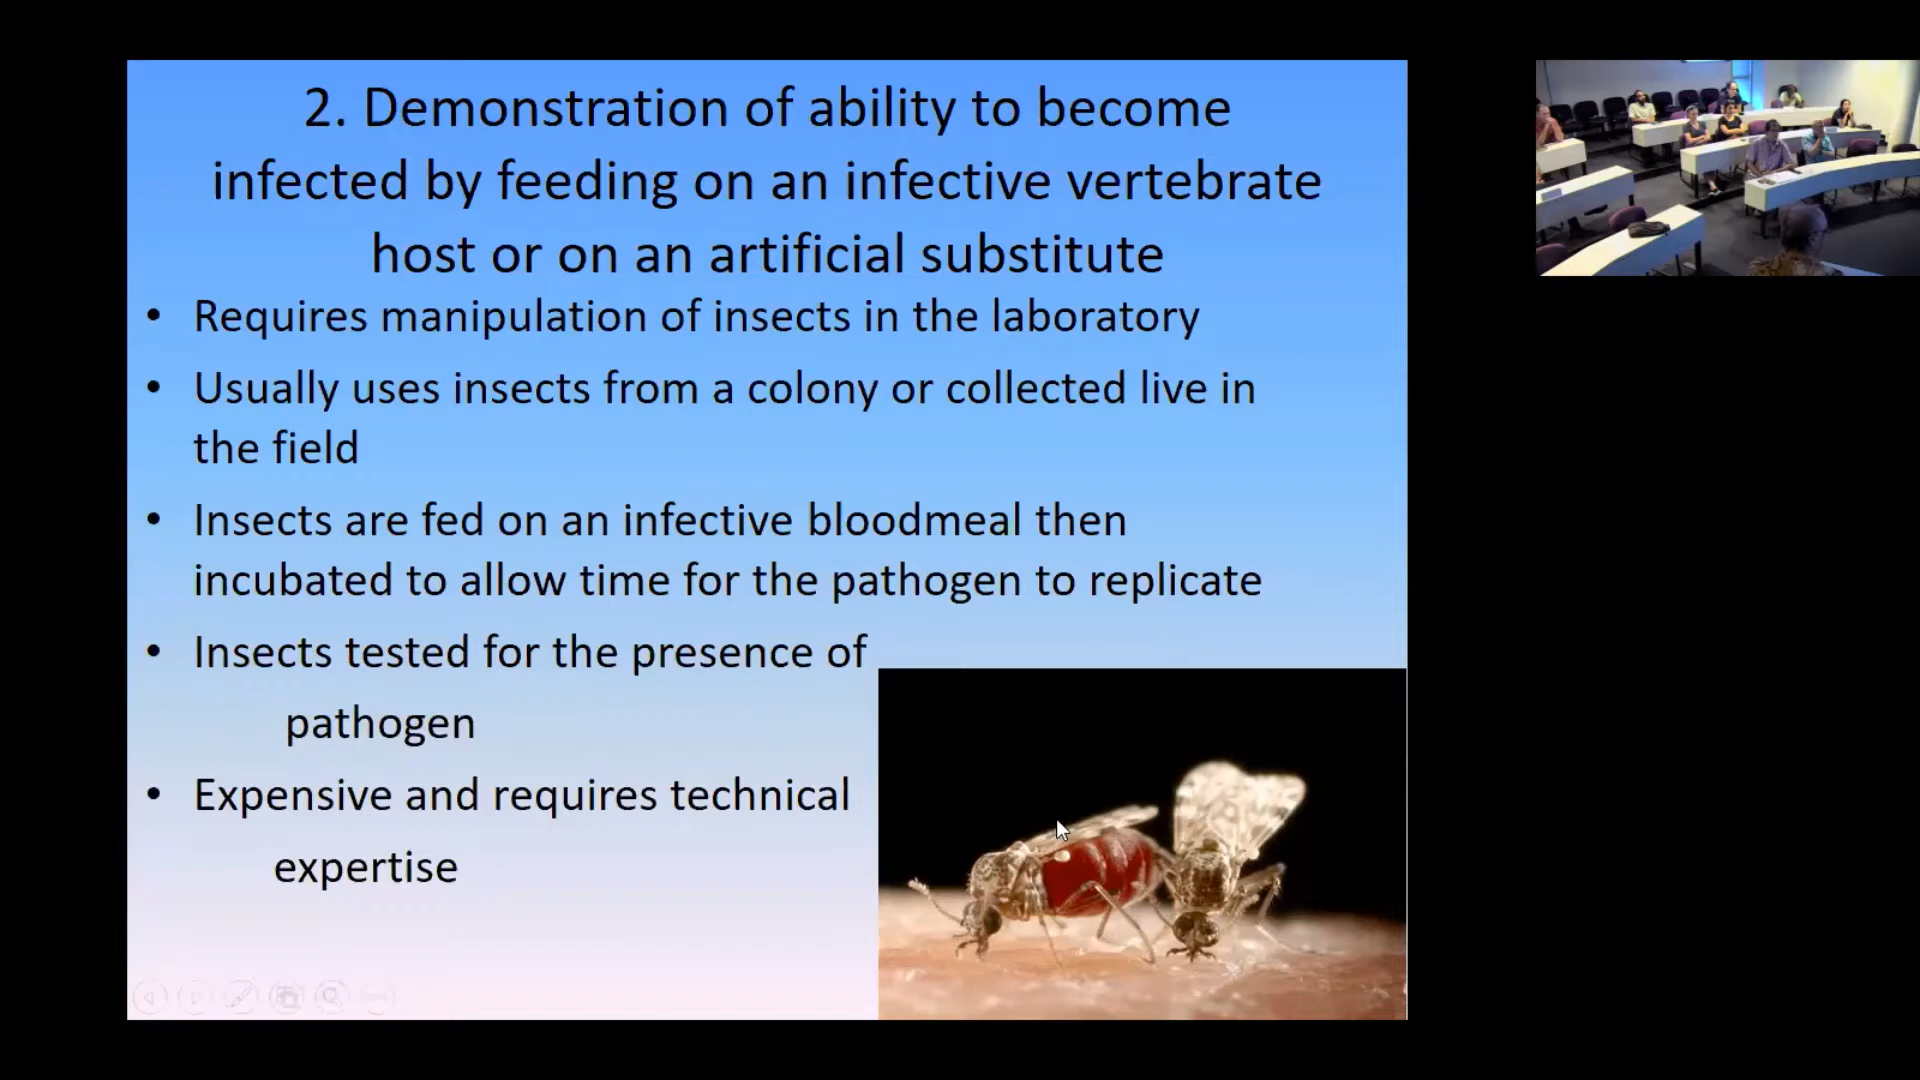 2. Demonstration of ability to become
infected by feeding on an infective vertebrate
host or on an artificial substitute
• Requires manipulation of insects in the laboratory
• Usually uses insects from a colony or collected live in
the field
• Insects are fed on an infective bloodmeal then
incubated to allow time for the pathogen to replicate
• Insects tested for the presence of
pathogen
• Expensive and requires technical
expertise